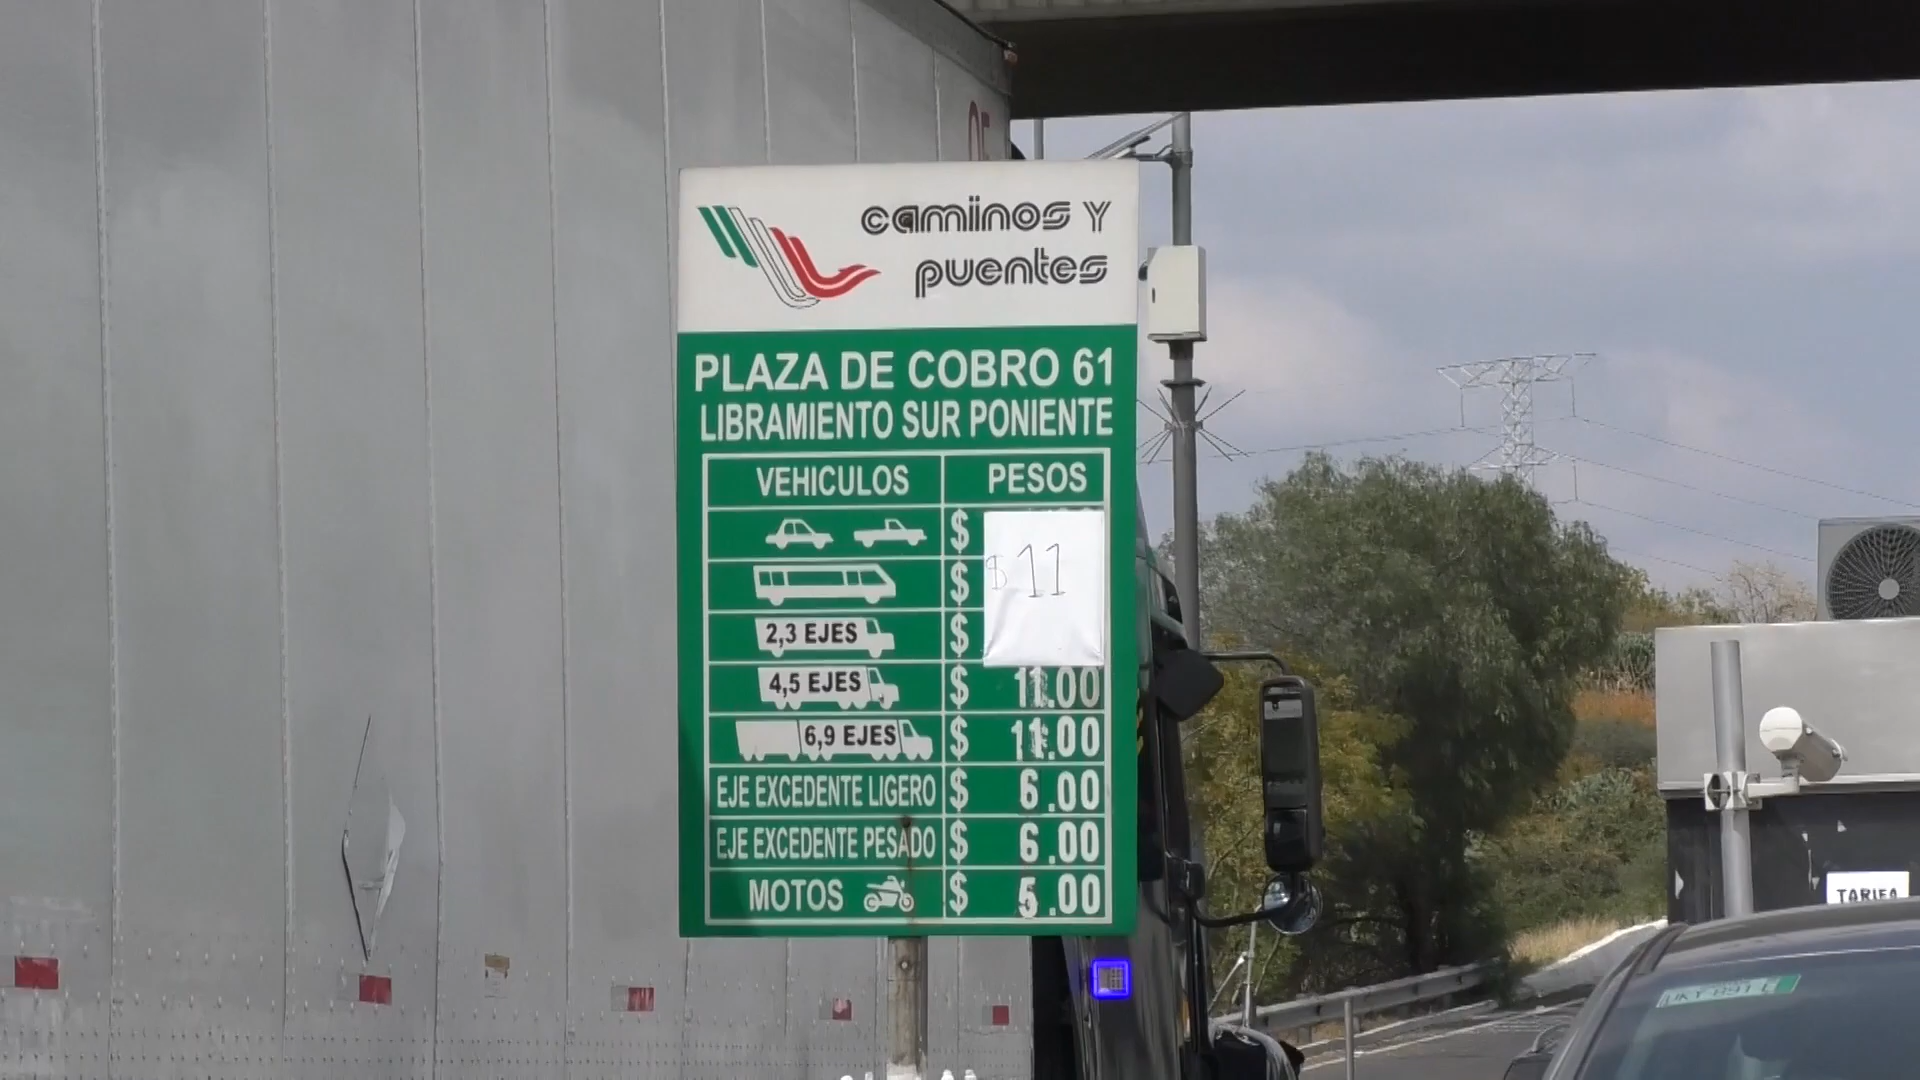 caminos Y
puentes
PLAZA DE COBRO 61
LIBRAMIENTO SUR PONIENTE
VEHICULOS PESOS
$
$ $11
2,3 EJES $
4,5 EJES $ 11.00
6,9 EJES $ 11.00
EJE EXCEDENTE LIGERO $ 6.00
EJE EXCEDENTE PESADO $ 6.00
MOTOS $ 5.00
TARIFA